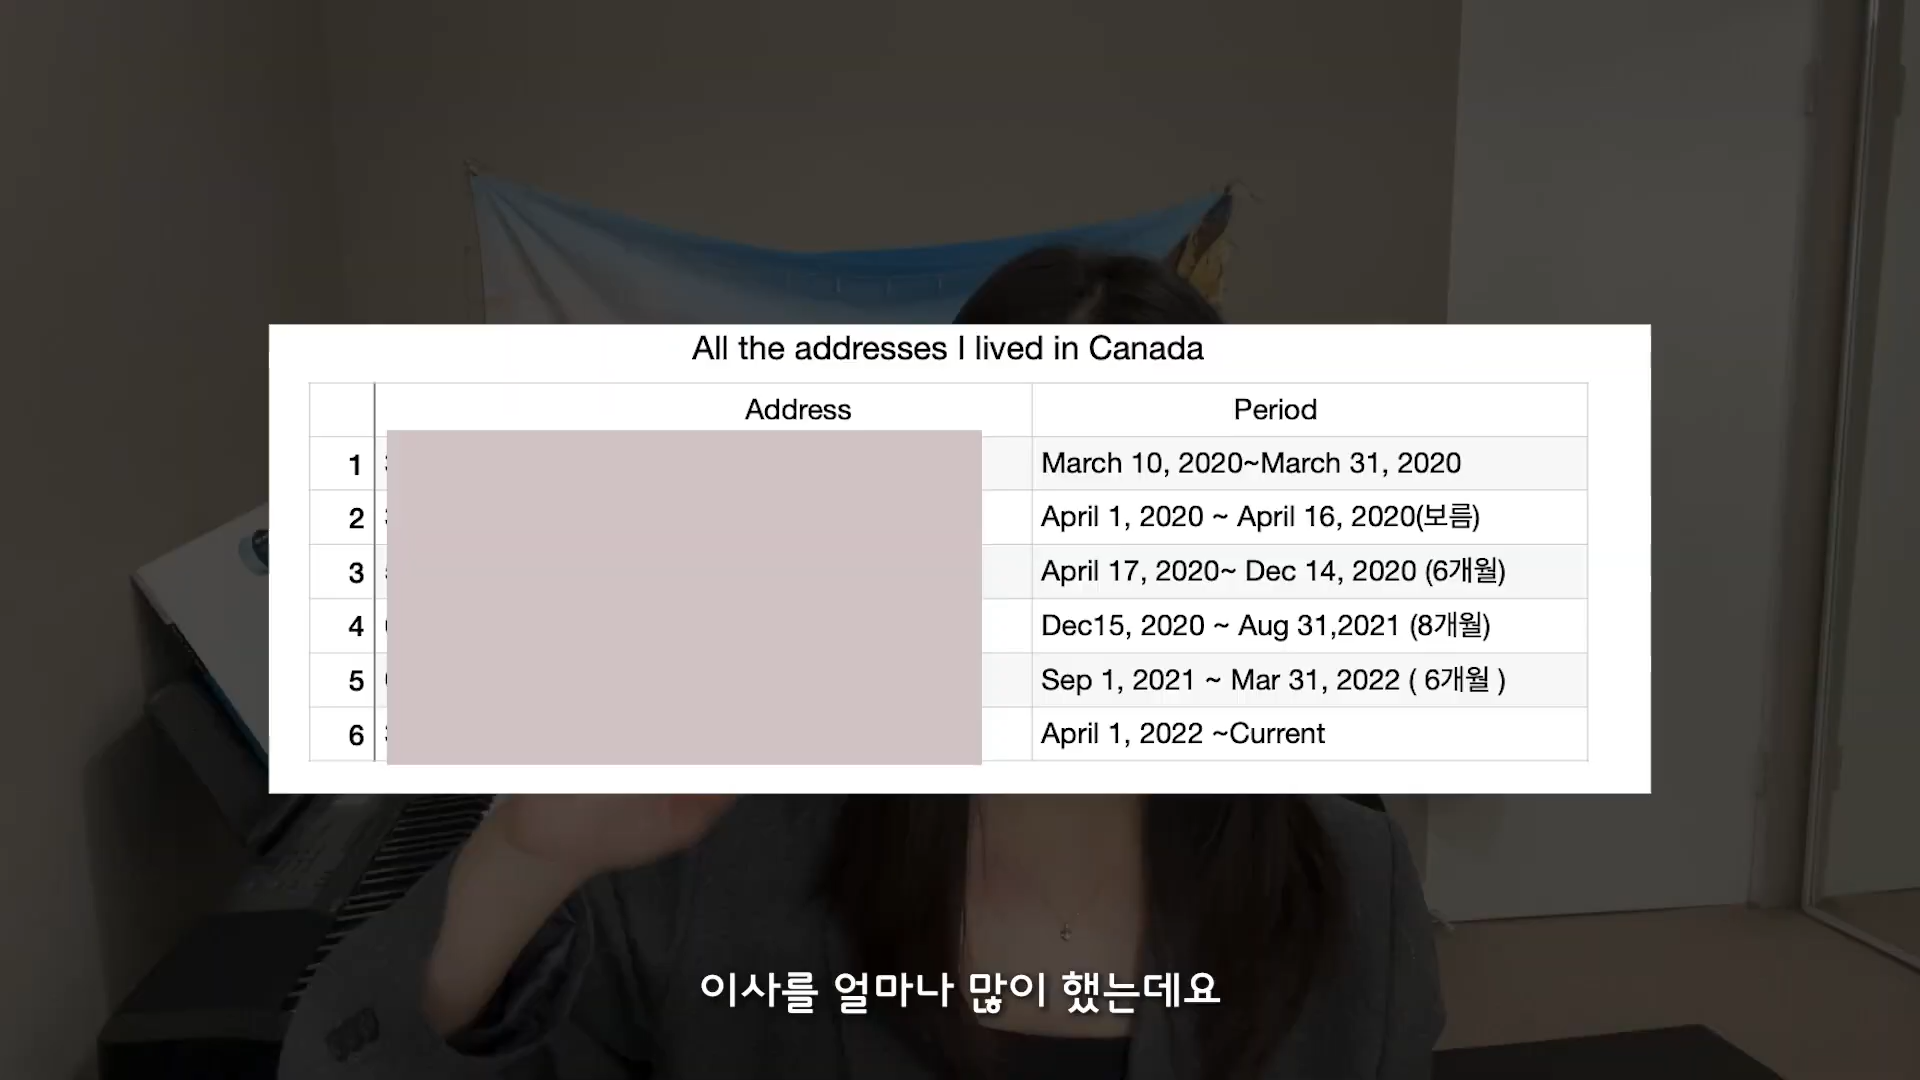 All the addresses I lived in Canada
Address Period
1 March 10, 2020~March 31, 2020
2 April 1, 2020 ~ April 16, 2020(보름)
3 April 17, 2020~ Dec 14, 2020 (6개월)
4 Dec15, 2020 ~ Aug 31,2021 (8개월)
5 Sep 1, 2021 ~ Mar 31, 2022 ( 6개월 )
6 April 1, 2022 ~Current
이사를 얼마나 많이 했는데요